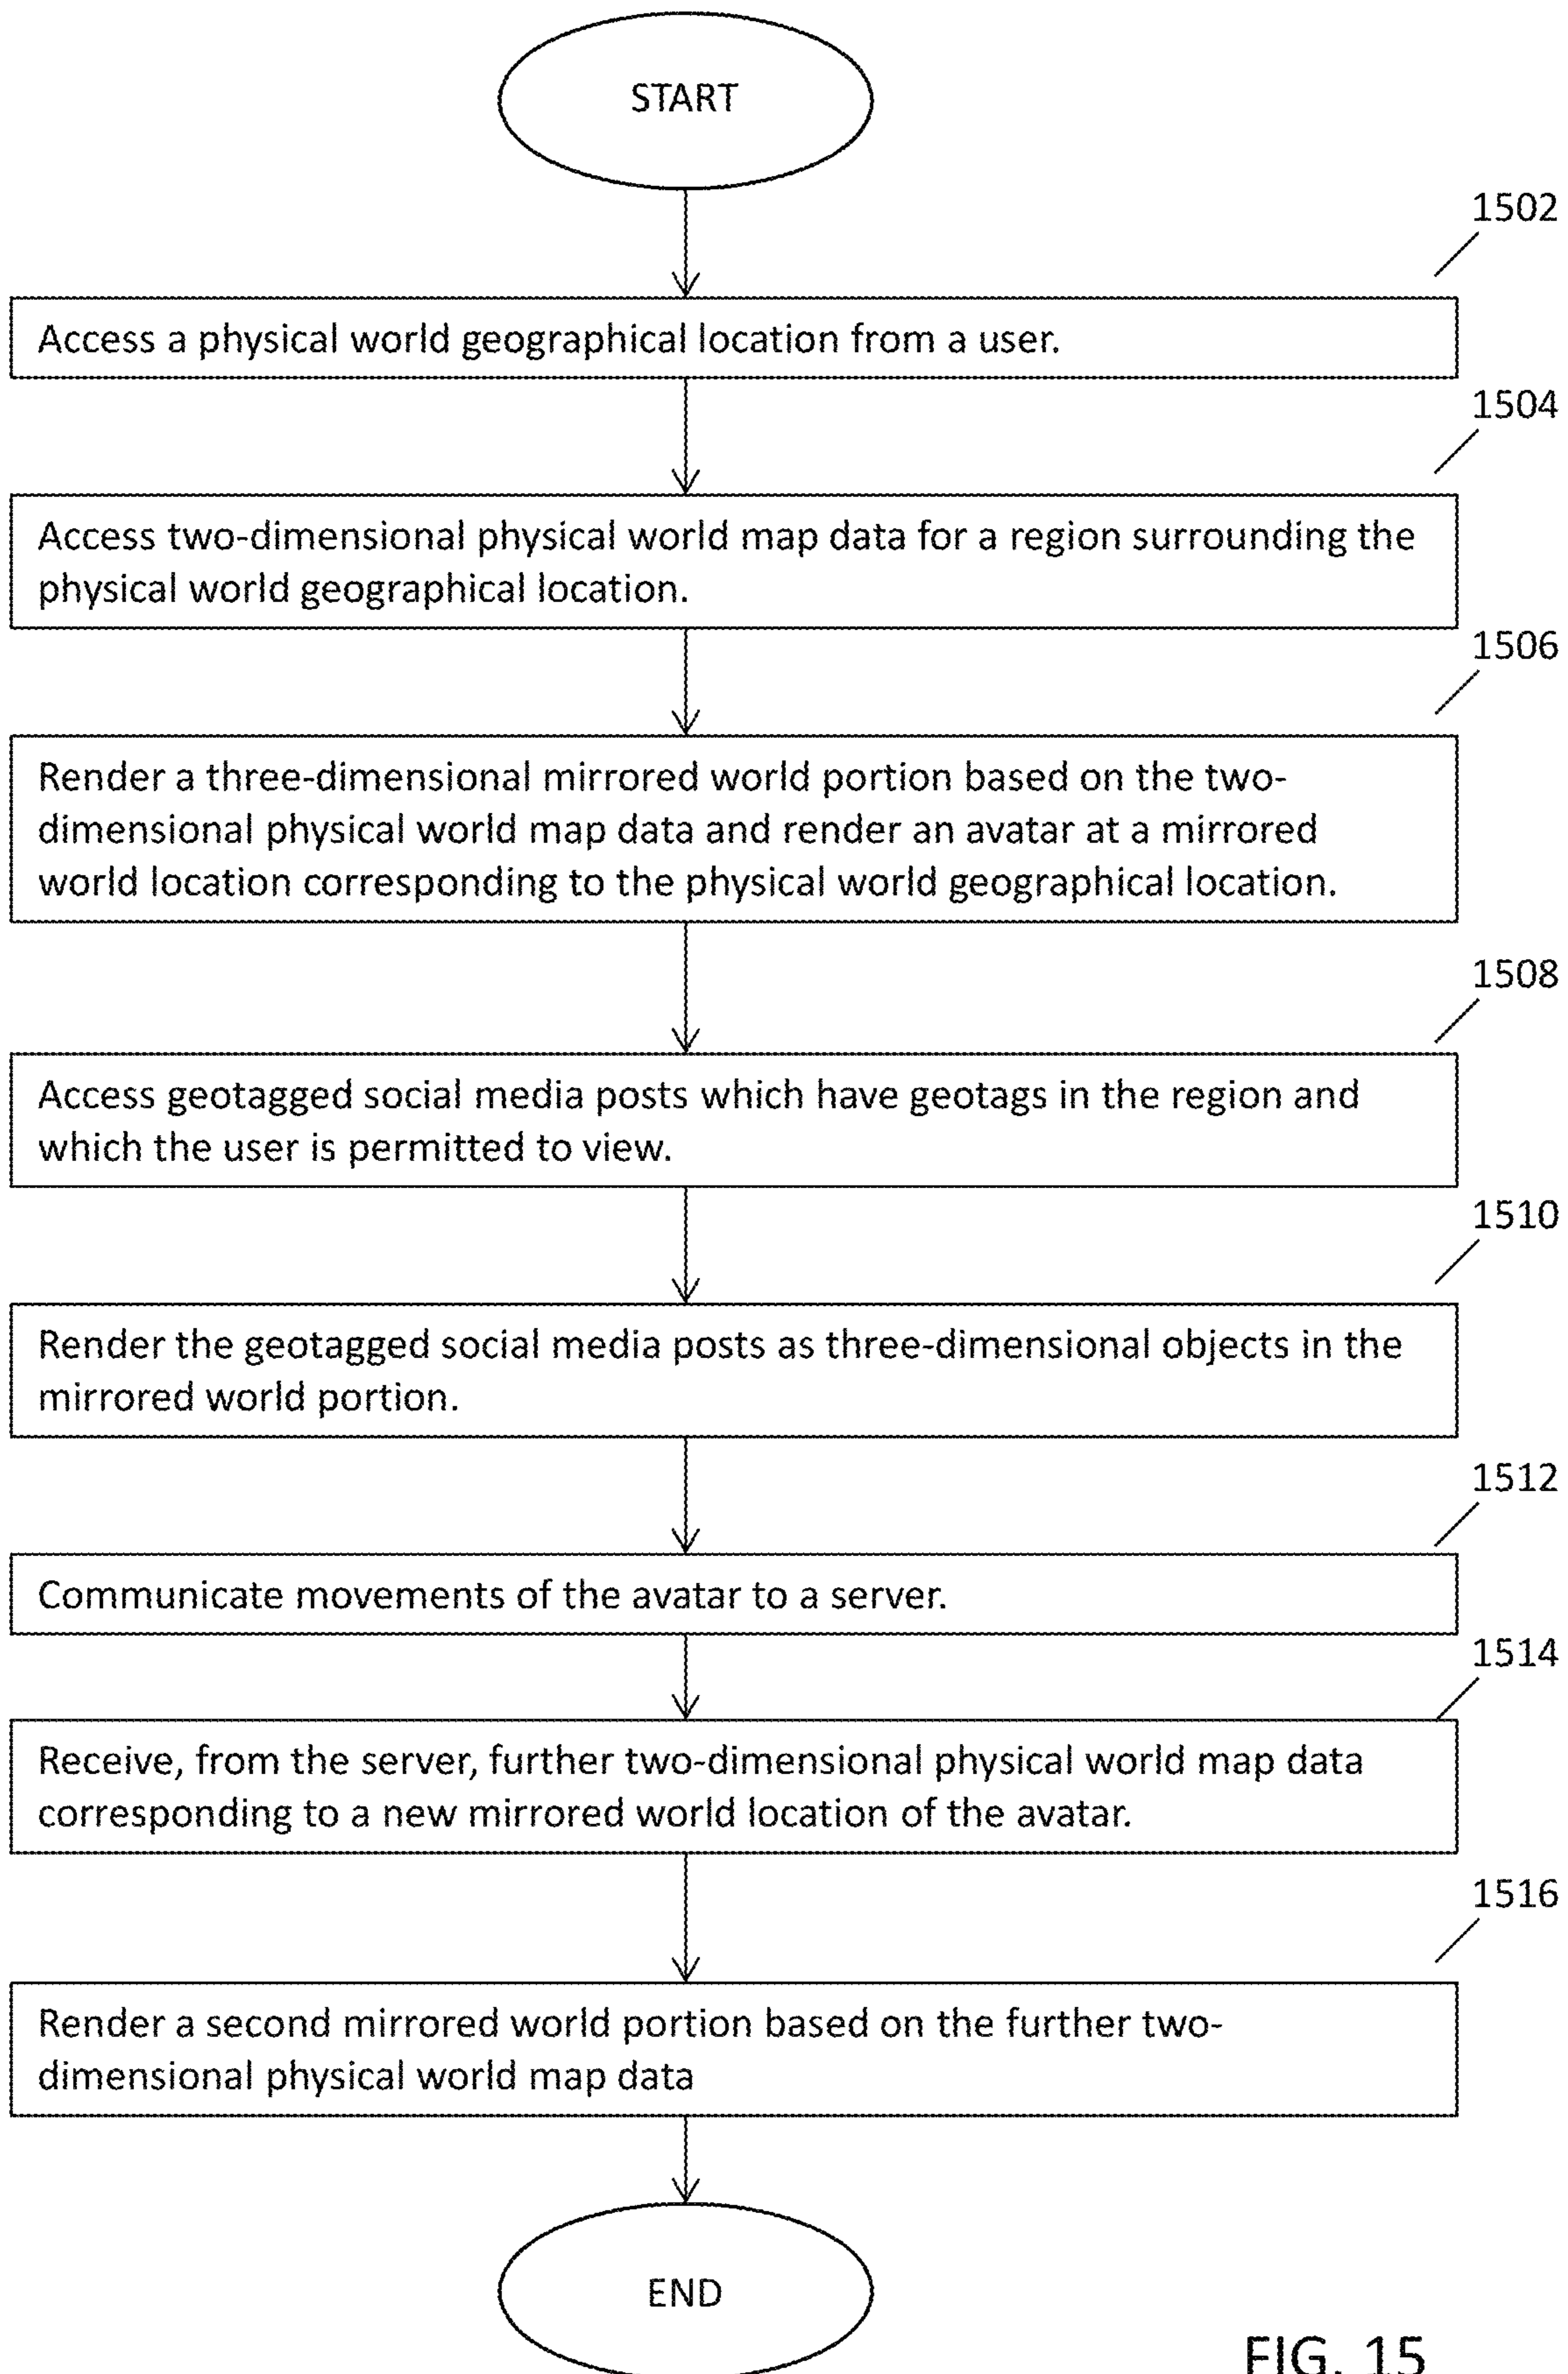 START
1502
Access a physical world geographical location from a user.
1504
Access two-dimensional physical world map data for a region surrounding the
physical world geographical location.
1506
Render a three-dimensional mirrored world portion based on the two-
dimensional physical world map data and render an avatar at a mirrored
world location corresponding to the physical world geographical location.
1508
Access geotagged social media posts which have geotags in the region and
which the user is permitted to view.
1510
Render the geotagged social media posts as three-dimensional objects in the
mirrored world portion.
1512
Communicate movements of the avatar to a server.
1514
Receive, from the server, further two-dimensional physical world map data
corresponding to a new mirrored world location of the avatar.
1516
Render a second mirrored world portion based on the further two-
dimensional physical world map data
END
FIG. 15